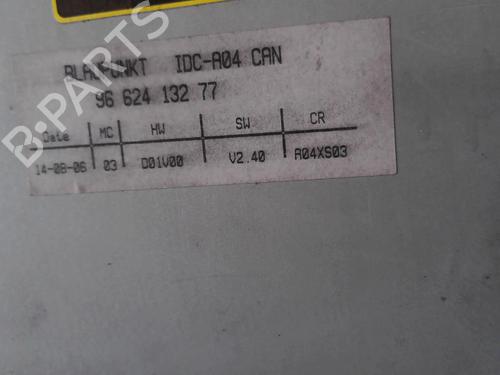 BLAUPUNKT IDC-A04 CAN
96 624 132 77
Date MC HW SW CR
14-08-06 03 D01V00 V2.40 A04XS03
B-PARTS